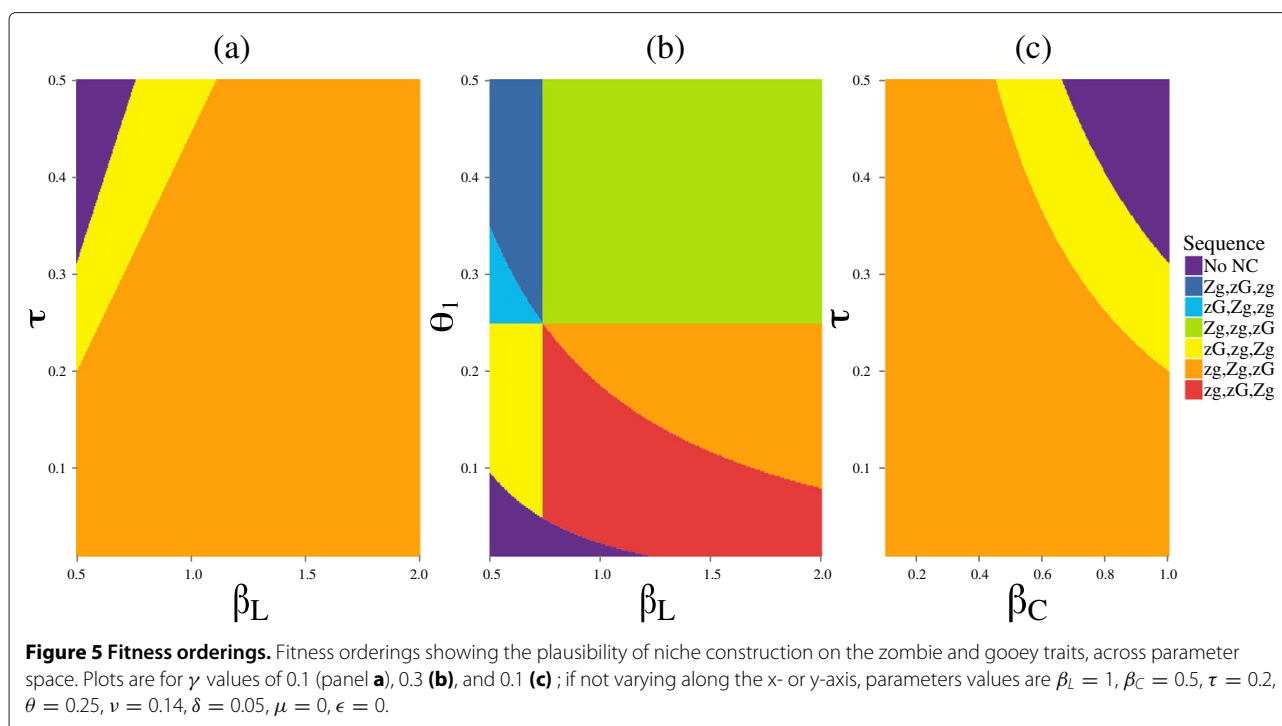 (a)
(b)
(c)
0.5
0.4
0.3
0.2
0.1
τ
0.5
1.0
1.5
2.0
β_L
0.5
0.4
0.3
0.2
0.1
θ_1
0.5
1.0
1.5
2.0
β_L
0.5
0.4
0.3
0.2
0.1
τ
0.2
0.4
0.6
0.8
1.0
β_C
Sequence
No NC
Zg,zG,zg
zG,Zg,zg
Zg,zg,zG
zG,zg,Zg
zg,Zg,zG
zg,zG,Zg
Figure 5 Fitness orderings. Fitness orderings showing the plausibility of niche construction on the zombie and gooey traits, across parameter
space. Plots are for γ values of 0.1 (panel a), 0.3 (b), and 0.1 (c) ; if not varying along the x- or y-axis, parameters values are β_L = 1, β_C = 0.5, τ = 0.2,
θ = 0.25, ν = 0.14, δ = 0.05, μ = 0, ϵ = 0.